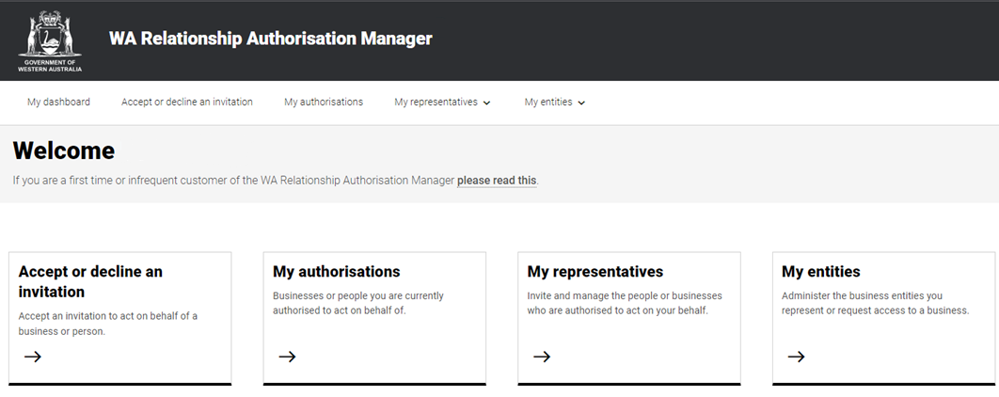 GOVERNMENT OF
WESTERN AUSTRALIA
WA Relationship Authorisation Manager
My dashboard Accept or decline an invitation My authorisations My representatives My entities
Welcome
If you are a first time or infrequent customer of the WA Relationship Authorisation Manager please read this.
Accept or decline an
invitation
Accept an invitation to act on behalf of a
business or person.
My authorisations
Businesses or people you are currently
authorised to act on behalf of.
My representatives
Invite and manage the people or businesses
who are authorised to act on your behalf.
My entities
Administer the business entities you
represent or request access to a business.